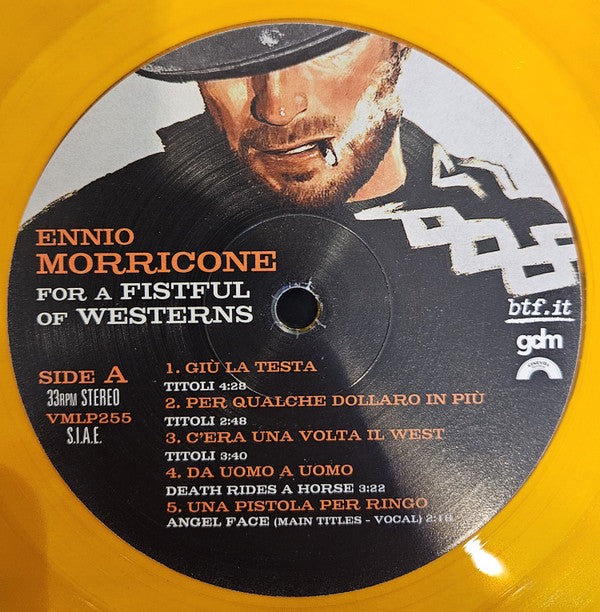 ENNIO
MORRICONE
FOR A FISTFUL
OF WESTERNS
btf.it
gdm
SIDE A
33RPM STEREO
VMLP255
S.I.A.E.
1. GIÙ LA TESTA
TITOLI 4:28
2. PER QUALCHE DOLLARO IN PIÙ
TITOLI 2:48
3. C'ERA UNA VOLTA IL WEST
TITOLI 3:40
4. DA UOMO A UOMO
DEATH RIDES A HORSE 3:22
5. UNA PISTOLA PER RINGO
ANGEL FACE (MAIN TITLES - VOCAL)